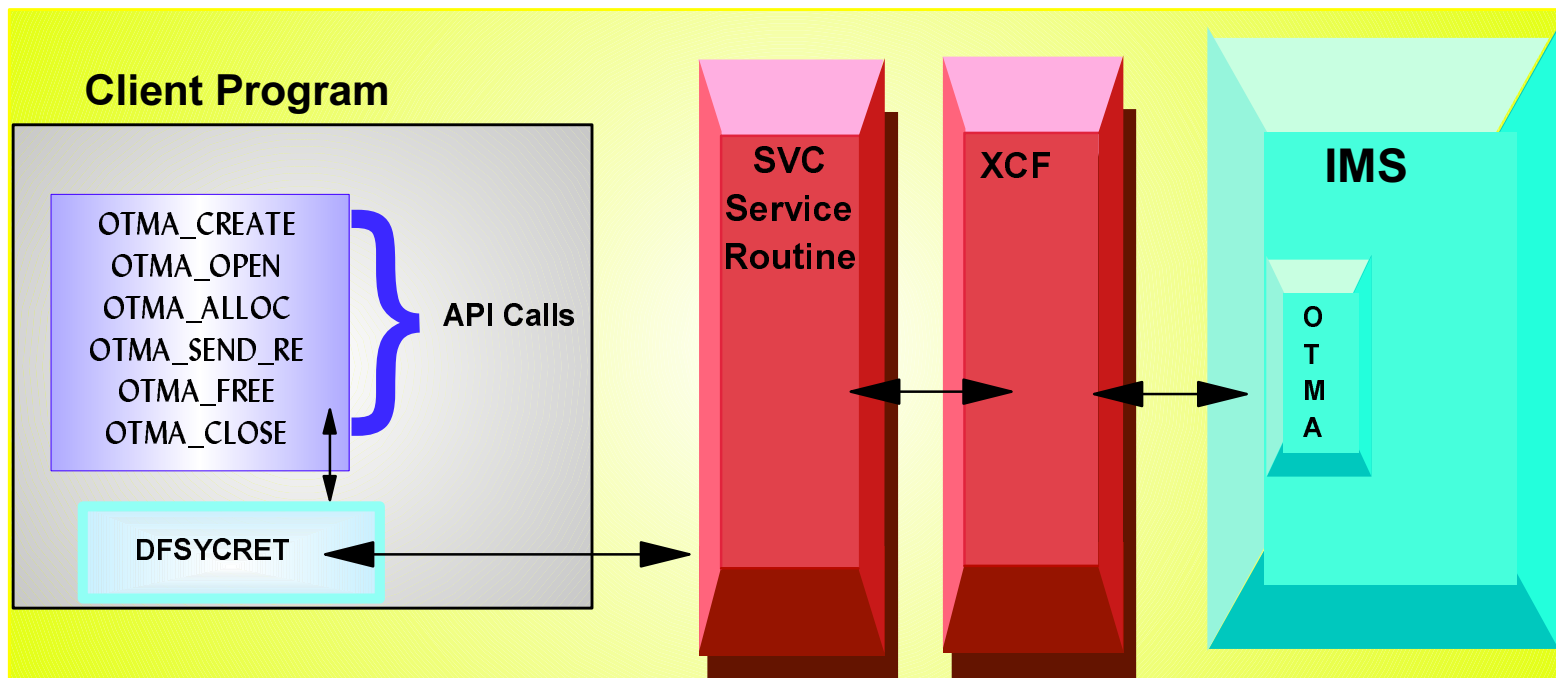 Client Program
OTMA_CREATE
OTMA_OPEN
OTMA_ALLOC
OTMA_SEND_RE
OTMA_FREE
OTMA_CLOSE
API Calls
DFSYCRET
SVC
Service
Routine
XCF
IMS
O
T
M
A